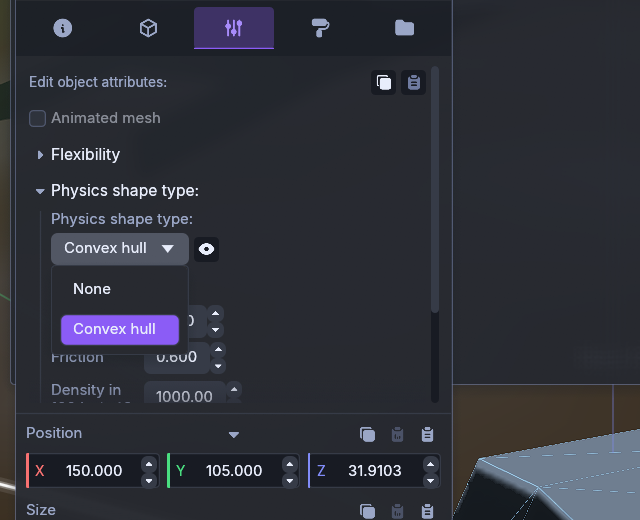 Edit object attributes:
Animated mesh
Flexibility
Physics shape type:
Physics shape type:
Convex hull
None
Convex hull
Friction 0.600
Density in 1000.00
Position
X 150.000 Y 105.000 Z 31.9103
Size